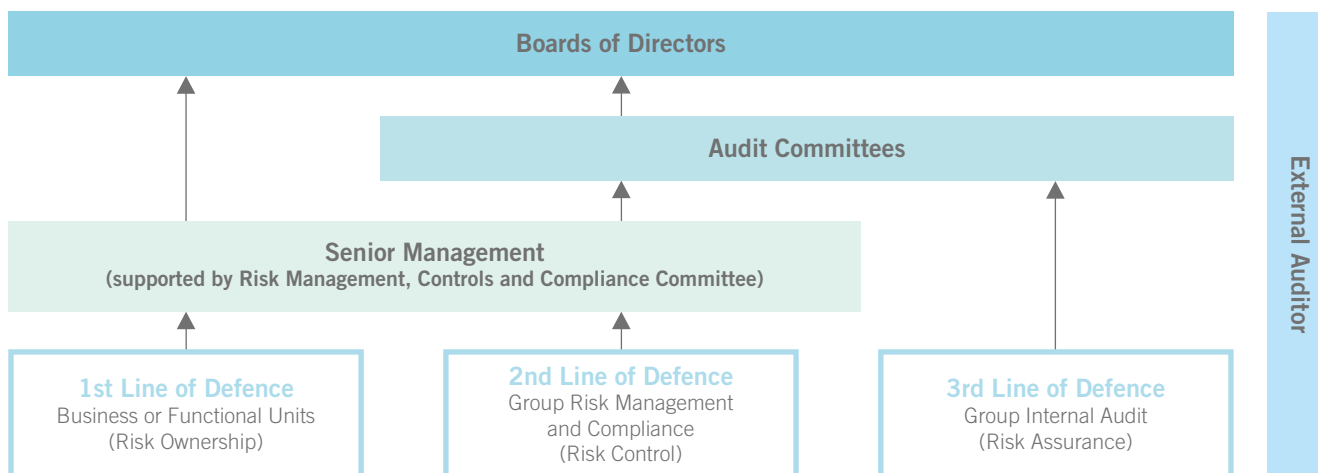 Boards of Directors
Audit Committees
Senior Management
(supported by Risk Management, Controls and Compliance Committee)
1st Line of Defence
Business or Functional Units
(Risk Ownership)
2nd Line of Defence
Group Risk Management
and Compliance
(Risk Control)
3rd Line of Defence
Group Internal Audit
(Risk Assurance)
External Auditor